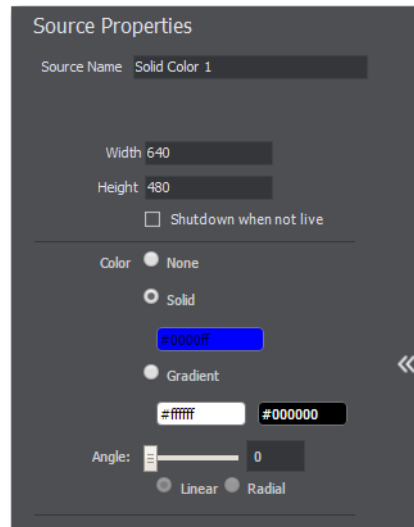 Source Properties
Source Name Solid Color 1
Width 640
Height 480
Shutdown when not live
Color None
Solid
#0000ff
Gradient
#ffffff #000000
Angle: 0
Linear Radial